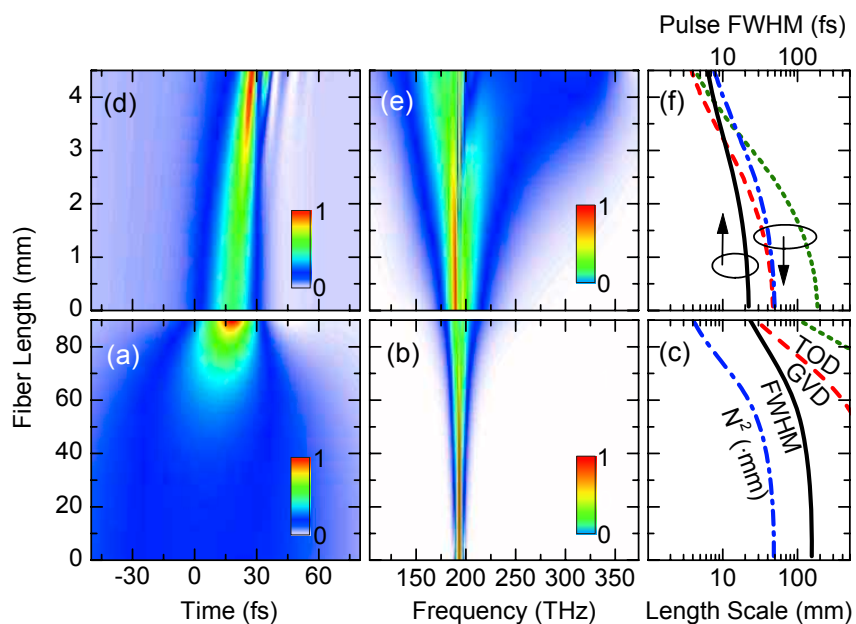 Pulse FWHM (fs)
10 100
4 (d) (e) (f)
3
2
1 1 1
0 0
0
80 (a) (b) (c)
TOD
GVD
60 FWHM
N² (·mm)
40
1 1
20
0 0
0
-30 0 30 60 150 200 250 300 350 10 100
Time (fs) Frequency (THz) Length Scale (mm)
Fiber Length (mm)